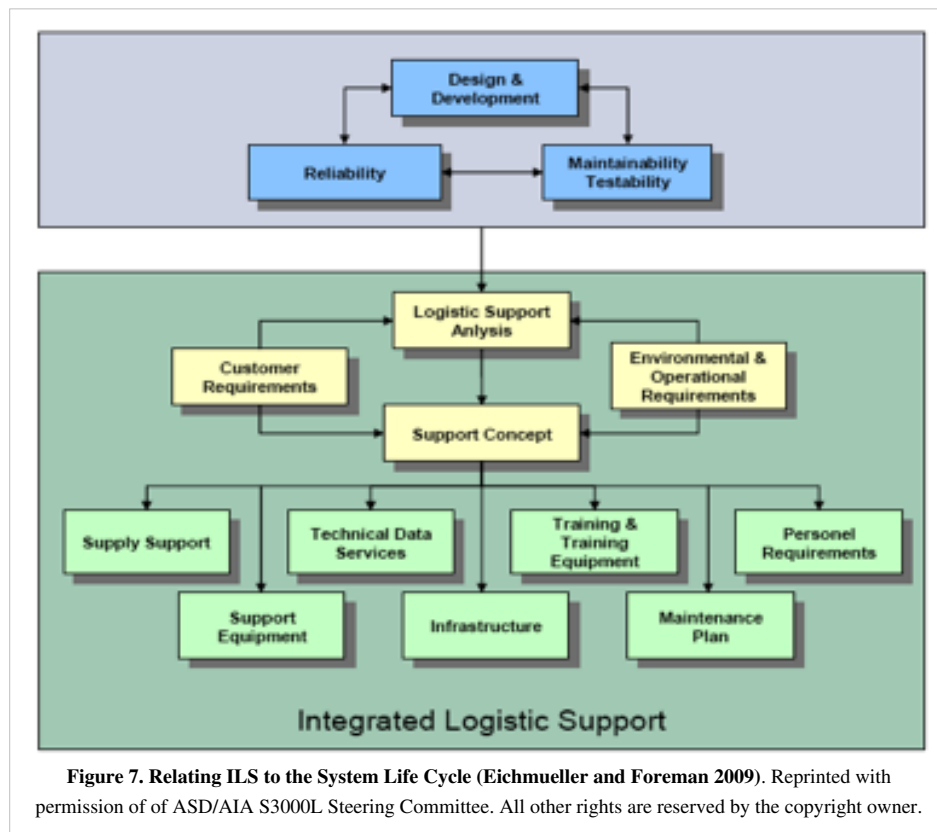 Design &
Development
Reliability
Maintainability
Testability
Logistic Support
Anlysis
Customer
Requirements
Environmental &
Operational
Requirements
Support Concept
Supply Support
Technical Data
Services
Training &
Training
Equipment
Personel
Requirements
Support
Equipment
Infrastructure
Maintenance
Plan
Integrated Logistic Support
Figure 7. Relating ILS to the System Life Cycle (Eichmueller and Foreman 2009). Reprinted with
permission of of ASD/AIA S3000L Steering Committee. All other rights are reserved by the copyright owner.